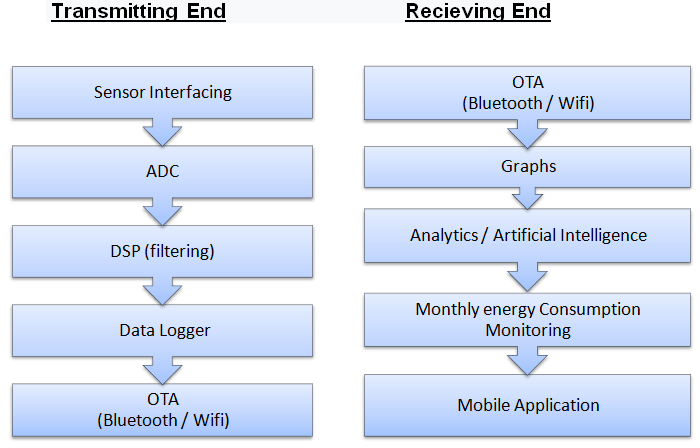 Transmitting End
Sensor Interfacing
ADC
DSP (filtering)
Data Logger
OTA
(Bluetooth / Wifi)
Recieving End
OTA
(Bluetooth / Wifi)
Graphs
Analytics / Artificial Intelligence
Monthly energy Consumption
Monitoring
Mobile Application